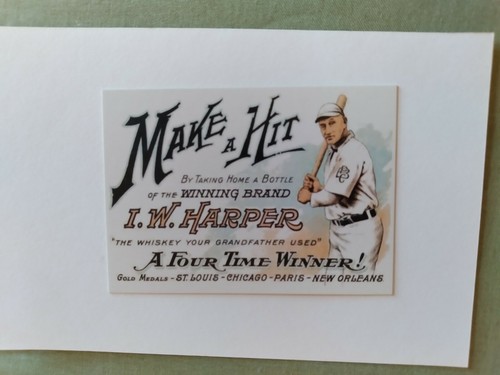 MAKE A HIT
BY TAKING HOME A BOTTLE
OF THE WINNING BRAND
I.W. HARPER
"THE WHISKEY YOUR GRANDFATHER USED"
A FOUR TIME WINNER!
GOLD MEDALS - ST. LOUIS - CHICAGO - PARIS - NEW ORLEANS.